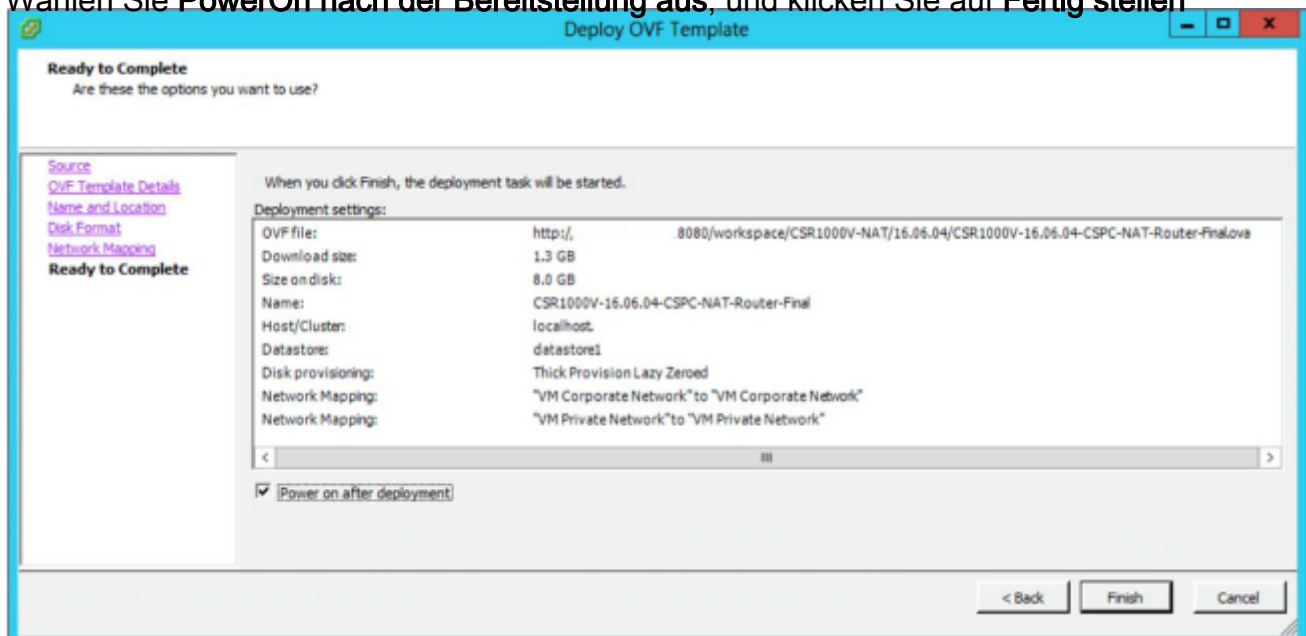 Wählen Sie PowerOn nach der Bereitstellung aus, und klicken Sie auf Fertig stellen
Deploy OVF Template
Ready to Complete
Are these the options you want to use?
Source
OVF Template Details
Name and Location
Disk Format
Network Mapping
Ready to Complete
When you click Finish, the deployment task will be started.
Deployment settings:
OVF file: http:/, .8080/workspace/CSR1000V-NAT/16.06.04/CSR1000V-16.06.04-CSPC-NAT-Router-Final.ova
Download size: 1.3 GB
Size on disk: 8.0 GB
Name: CSR1000V-16.06.04-CSPC-NAT-Router-Final
Host/Cluster: localhost.
Datastore: datastore1
Disk provisioning: Thick Provision Lazy Zeroed
Network Mapping: "VM Corporate Network" to "VM Corporate Network"
Network Mapping: "VM Private Network" to "VM Private Network"
Power on after deployment
< Back Finish Cancel